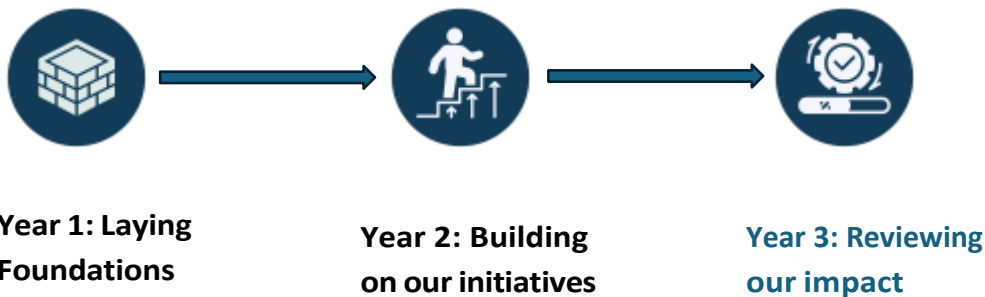 Year 1: Laying
Foundations
Year 2: Building
on our initiatives
Year 3: Reviewing
our impact